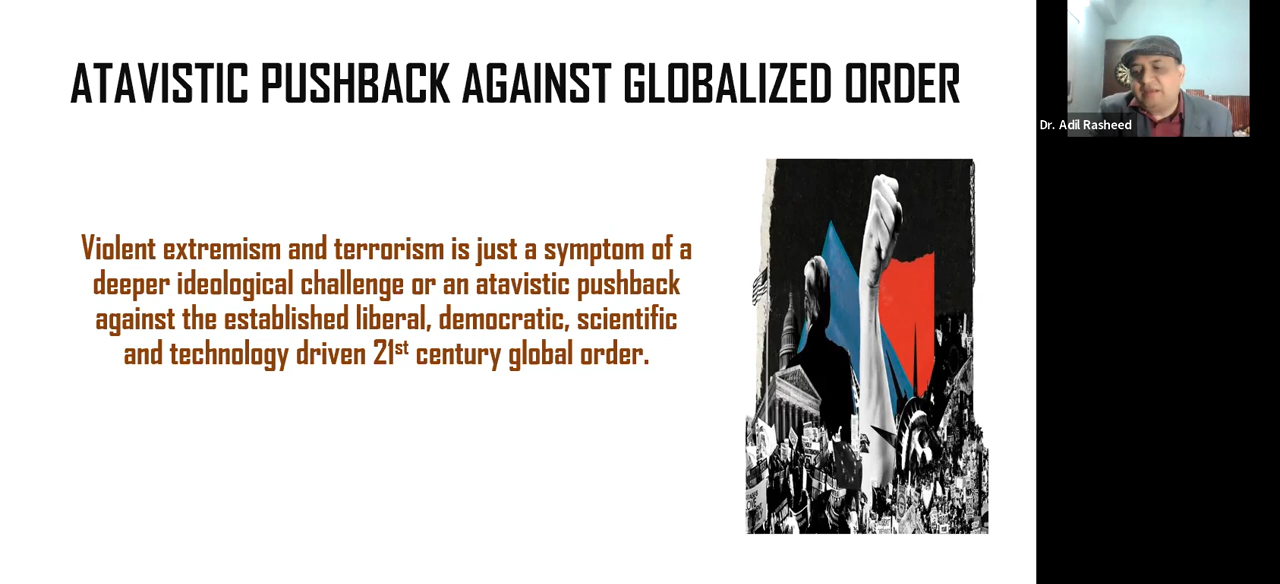 ATAVISTIC PUSHBACK AGAINST GLOBALIZED ORDER
Violent extremism and terrorism is just a symptom of a
deeper ideological challenge or an atavistic pushback
against the established liberal, democratic, scientific
and technology driven 21st century global order.
Dr. Adil Rasheed